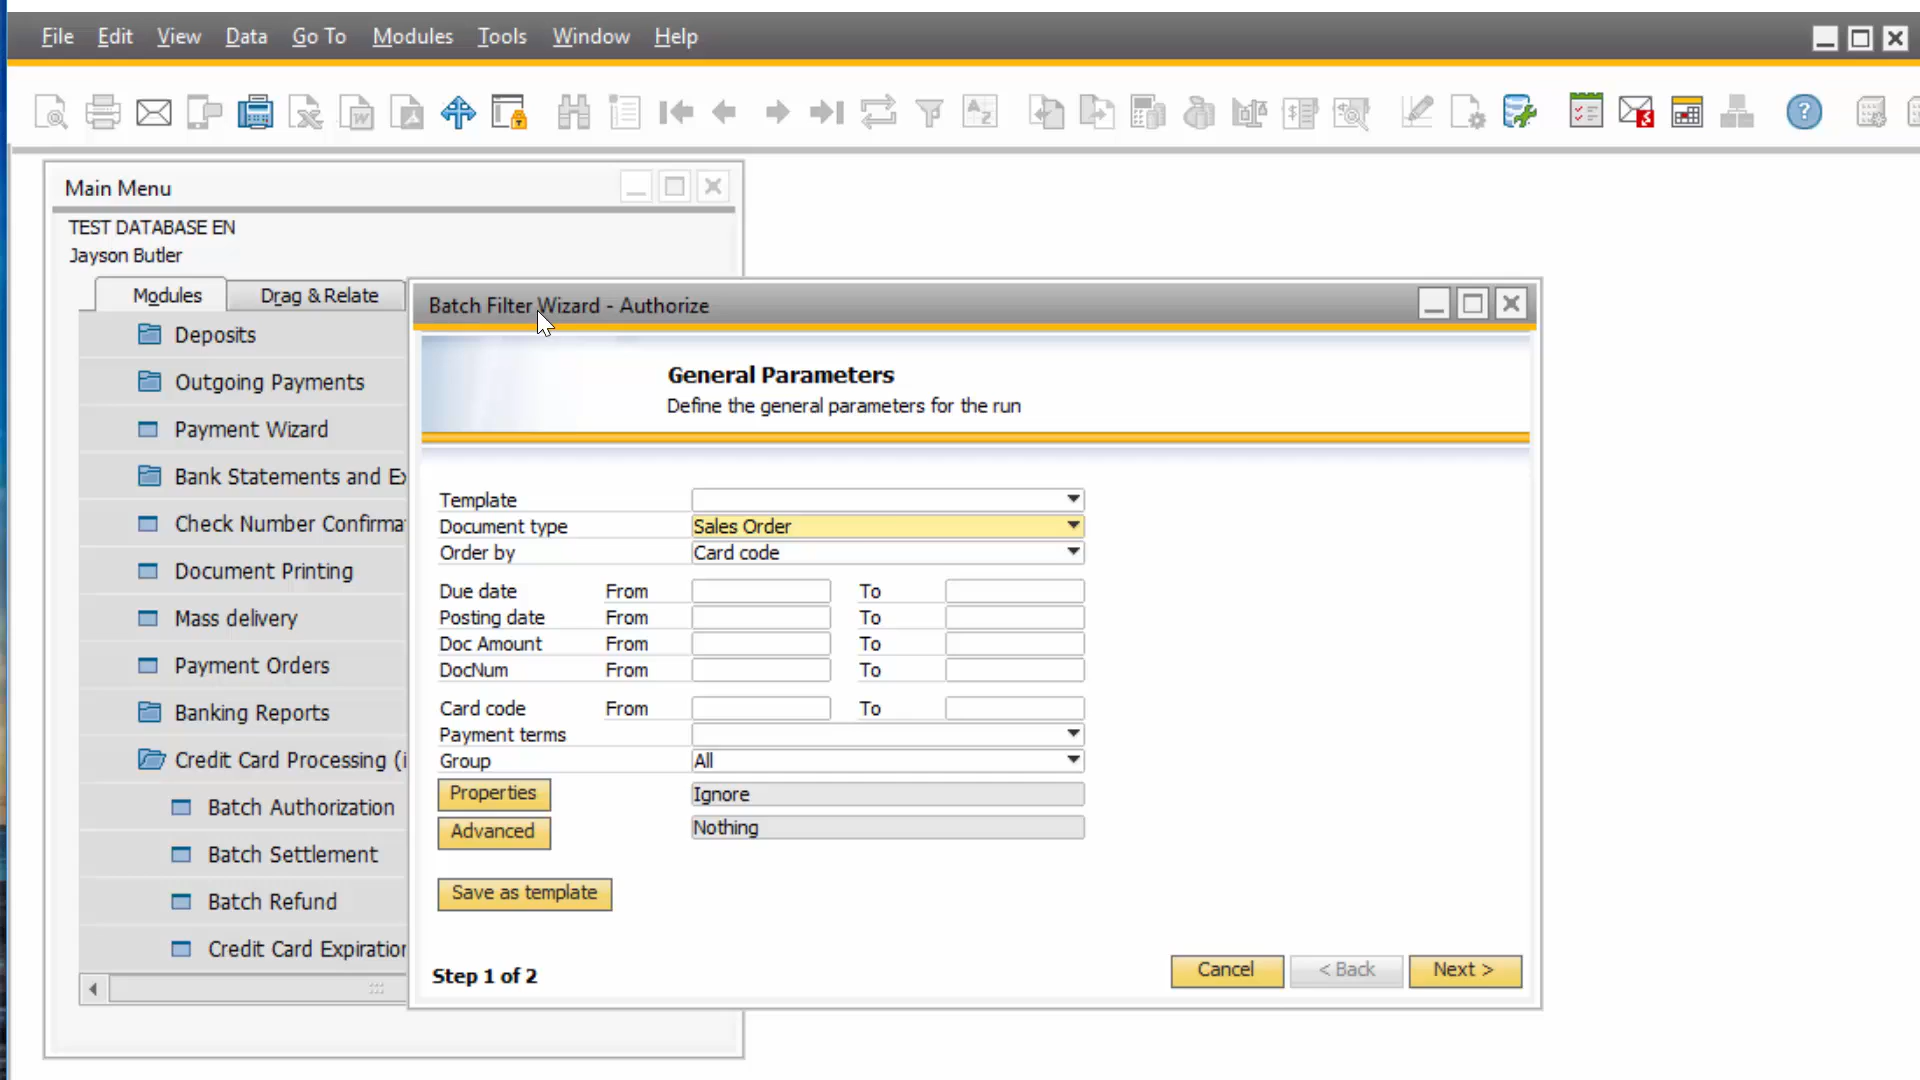 File Edit View Data Go To Modules Tools Window Help
Main Menu
TEST DATABASE EN
Jayson Butler
Modules Drag & Relate
Deposits
Outgoing Payments
Payment Wizard
Bank Statements and Ex
Check Number Confirma
Document Printing
Mass delivery
Payment Orders
Banking Reports
Credit Card Processing (i
Batch Authorization
Batch Settlement
Batch Refund
Credit Card Expiration
Batch Filter Wizard - Authorize
General Parameters
Define the general parameters for the run
Template
Document type Sales Order
Order by Card code
Due date From To
Posting date From To
Doc Amount From To
DocNum From To
Card code From To
Payment terms
Group All
Properties Ignore
Advanced Nothing
Save as template
Step 1 of 2 Cancel < Back Next >